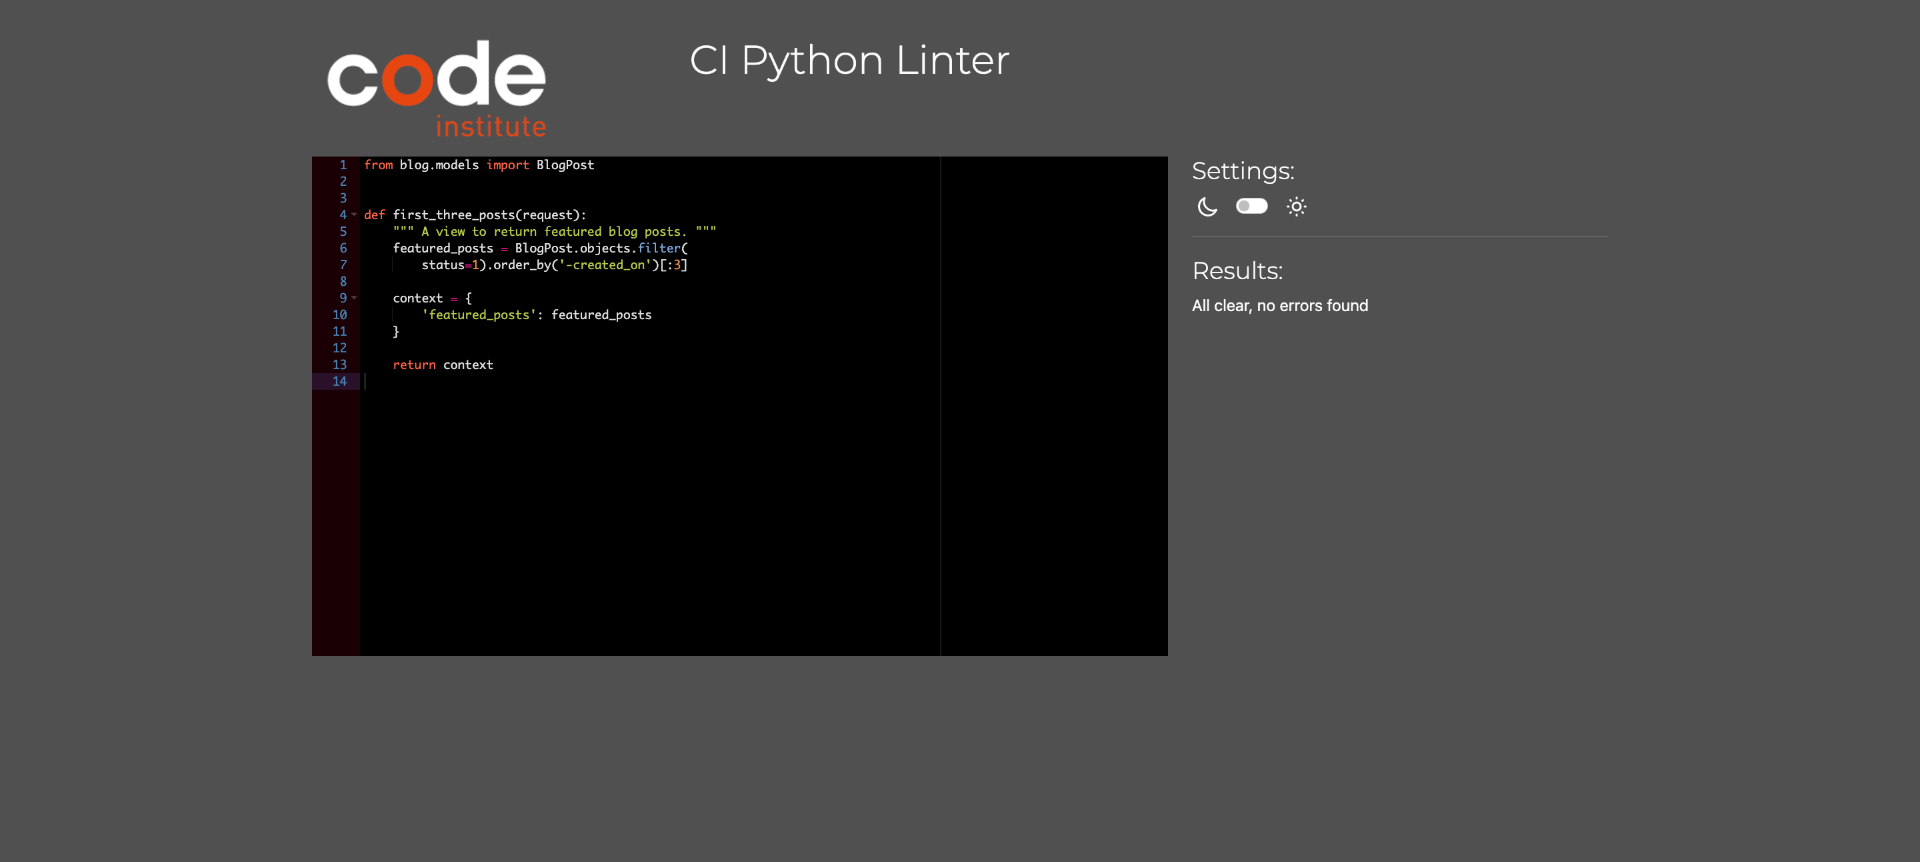 code
institute
CI Python Linter
1 from blog.models import BlogPost
2
3
4 def first_three_posts(request):
5     """ A view to return featured blog posts. """
6     featured_posts = BlogPost.objects.filter(
7         status=1).order_by('-created_on')[:3]
8
9     context = {
10         'featured_posts': featured_posts
11     }
12
13     return context
14
Settings:
Results:
All clear, no errors found